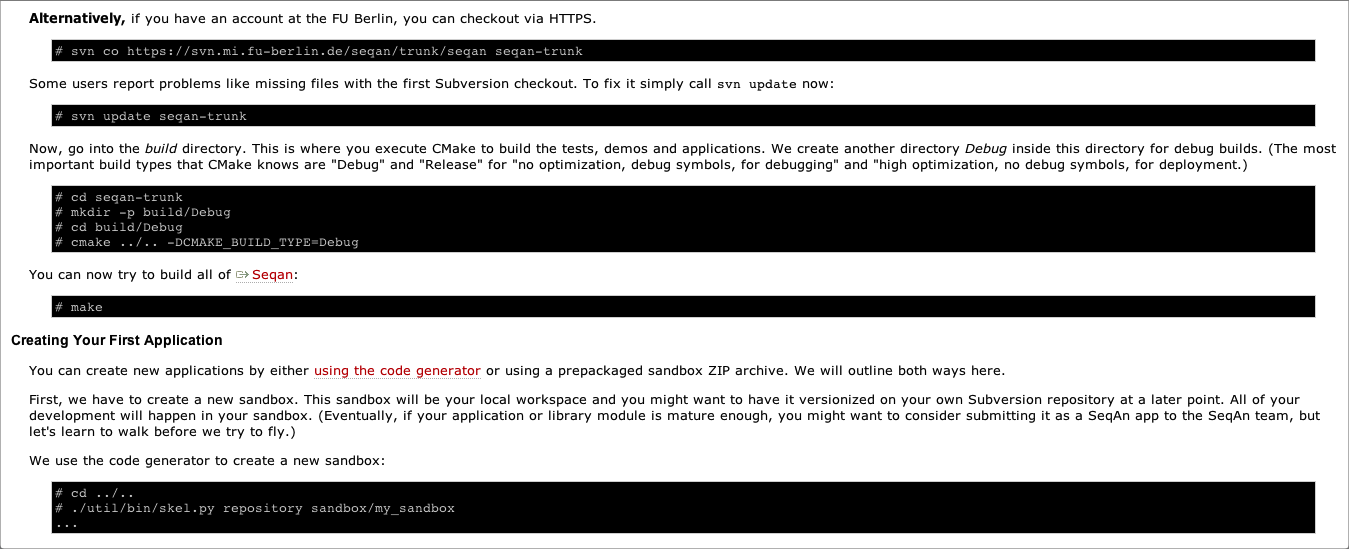 Alternatively, if you have an account at the FU Berlin, you can checkout via HTTPS.
# svn co https://svn.mi.fu-berlin.de/seqan/trunk/seqan seqan-trunk
Some users report problems like missing files with the first Subversion checkout. To fix it simply call svn update now:
# svn update seqan-trunk
Now, go into the build directory. This is where you execute CMake to build the tests, demos and applications. We create another directory Debug inside this directory for debug builds. (The most
important build types that CMake knows are "Debug" and "Release" for "no optimization, debug symbols, for debugging" and "high optimization, no debug symbols, for deployment.)
# cd seqan-trunk
# mkdir -p build/Debug
# cd build/Debug
# cmake ../.. -DCMAKE_BUILD_TYPE=Debug
You can now try to build all of Seqan:
# make
Creating Your First Application
You can create new applications by either using the code generator or using a prepackaged sandbox ZIP archive. We will outline both ways here.
First, we have to create a new sandbox. This sandbox will be your local workspace and you might want to have it versionized on your own Subversion repository at a later point. All of your
development will happen in your sandbox. (Eventually, if your application or library module is mature enough, you might want to consider submitting it as a SeqAn app to the SeqAn team, but
let's learn to walk before we try to fly.)
We use the code generator to create a new sandbox:
# cd ../..
# ./util/bin/skel.py repository sandbox/my_sandbox
...